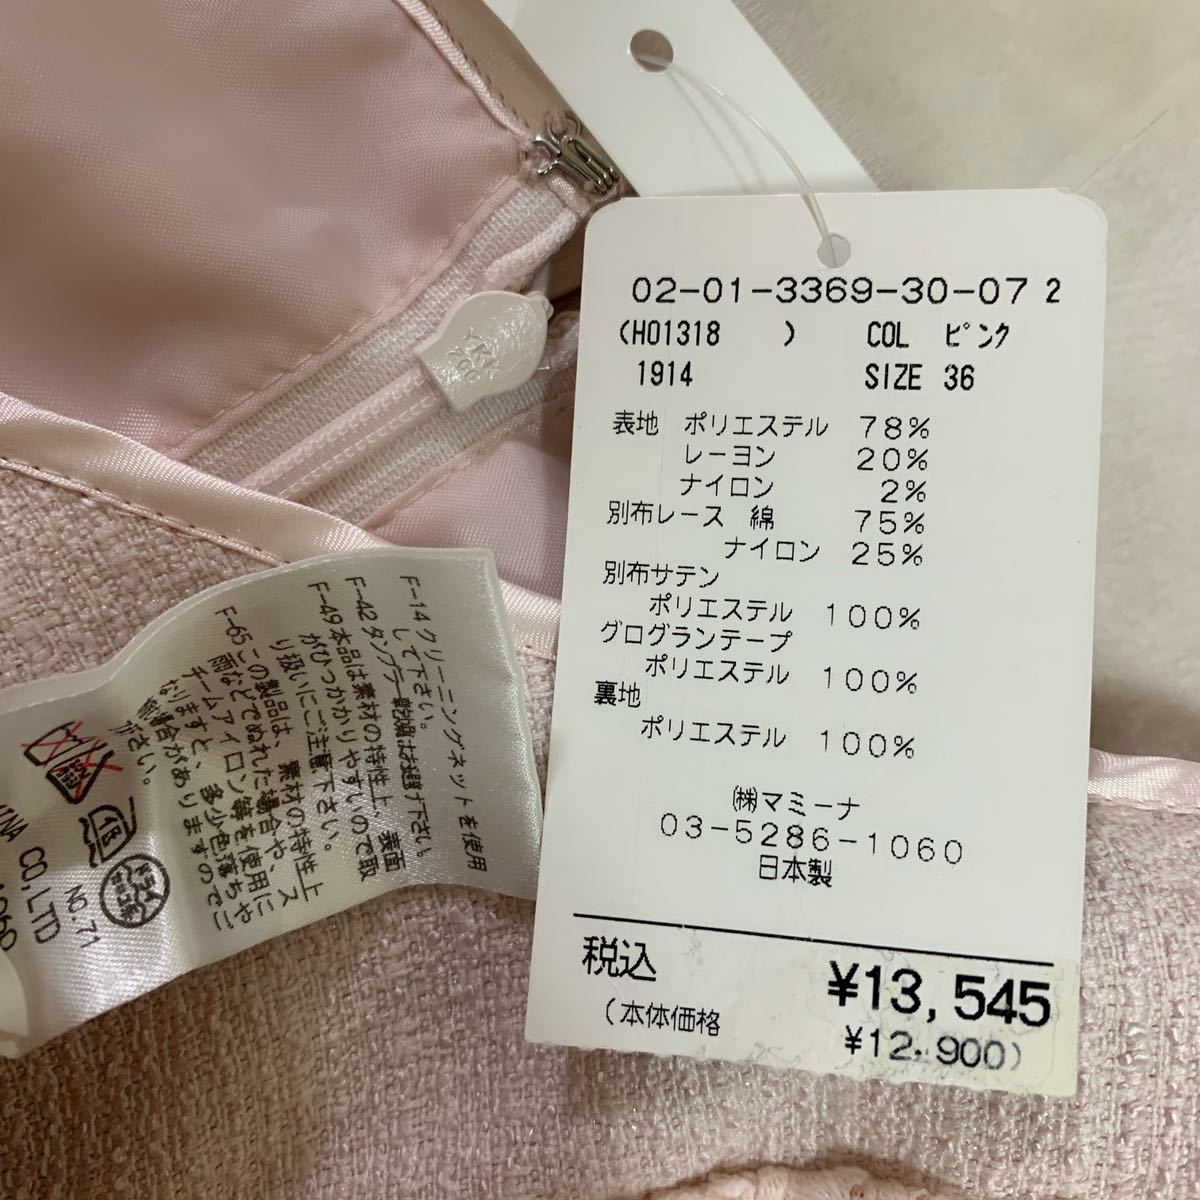 02-01-3369-30-07 2
(H01318 ) COL ピンク
1914 SIZE 36
表地 ポリエステル 78%
レーヨン 20%
ナイロン 2%
別布レース 綿 75%
ナイロン 25%
別布サテン
ポリエステル 100%
グログランテープ
ポリエステル 100%
裏地
ポリエステル 100%
㈱マミーナ
03-5286-1060
日本製
税込 ¥13,545
(本体価格 ¥12,900)
YKK
F-14クリーニングネットを使用
して下さい。
F-42タンブラー乾燥はお避け下さい。
F-49本品は素材の特性上、表面
がひっかかりやすいので取
り扱いにご注意下さい。
F-65この製品は、素材の特性上
雨などでぬれた場合や、ス
チームアイロン等を使用に
なりますと、多少色落ちや
場合がありますのでご
下さい。
低
CO.,LTD
NO.71